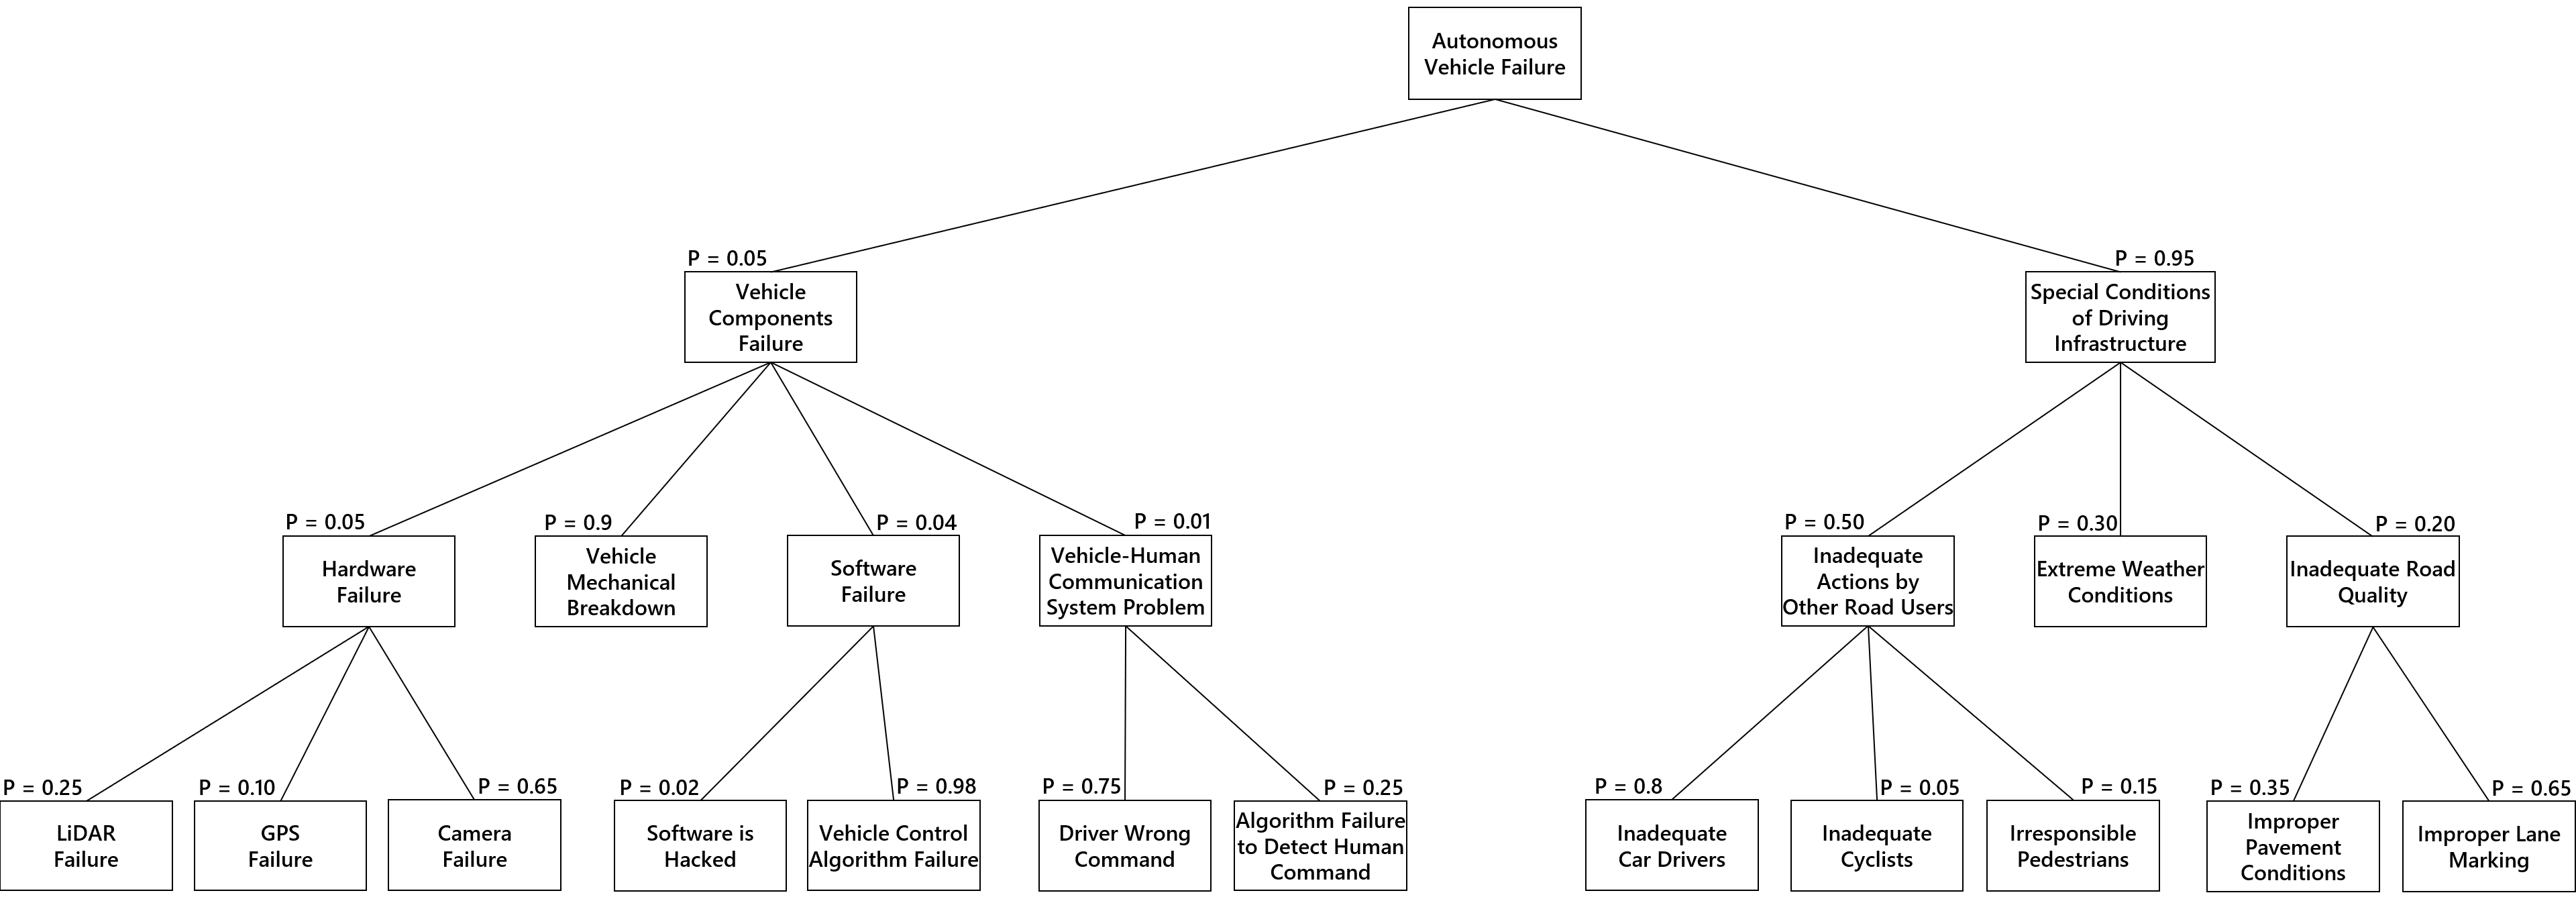 Autonomous
Vehicle Failure
P = 0.05
Vehicle
Components
Failure
P = 0.95
Special Conditions
of Driving
Infrastructure
P = 0.05
Hardware
Failure
P = 0.9
Vehicle
Mechanical
Breakdown
P = 0.04
Software
Failure
P = 0.01
Vehicle-Human
Communication
System Problem
P = 0.50
Inadequate
Actions by
Other Road Users
P = 0.30
Extreme Weather
Conditions
P = 0.20
Inadequate Road
Quality
P = 0.25
LiDAR
Failure
P = 0.10
GPS
Failure
P = 0.65
Camera
Failure
P = 0.02
Software is
Hacked
P = 0.98
Vehicle Control
Algorithm Failure
P = 0.75
Driver Wrong
Command
P = 0.25
Algorithm Failure
to Detect Human
Command
P = 0.8
Inadequate
Car Drivers
P = 0.05
Inadequate
Cyclists
P = 0.15
Irresponsible
Pedestrians
P = 0.35
Improper
Pavement
Conditions
P = 0.65
Improper Lane
Marking